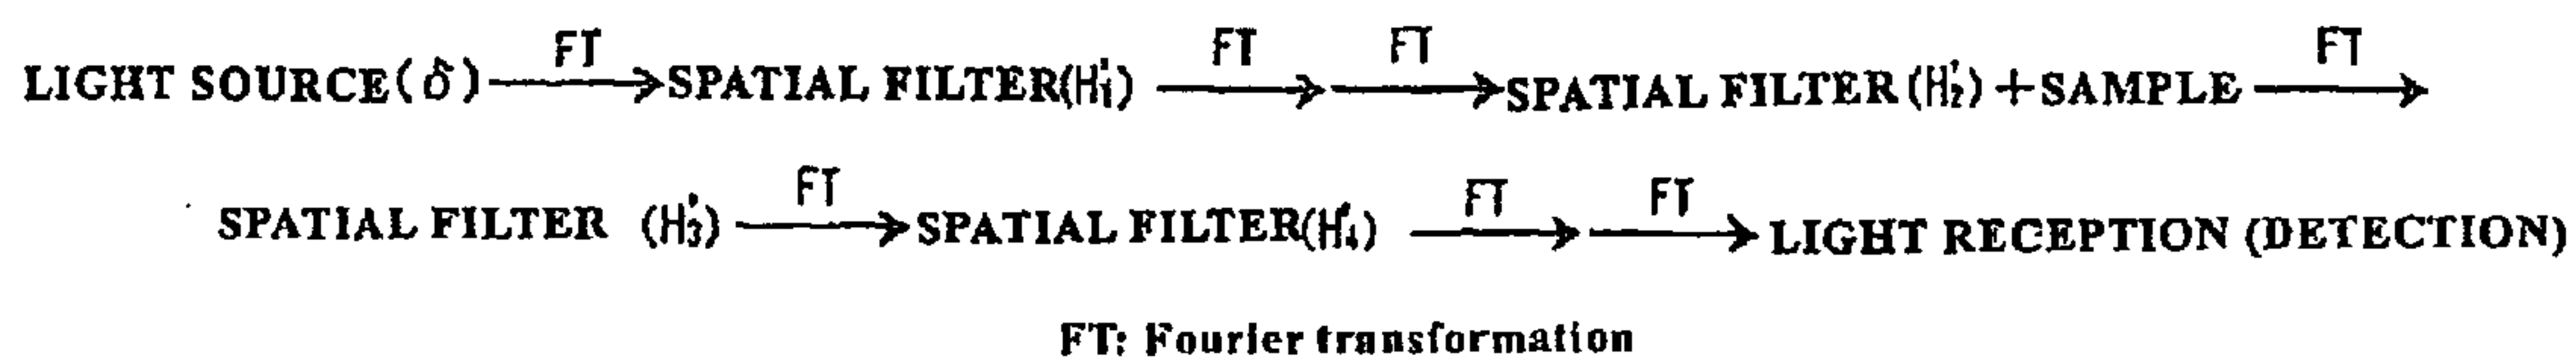 FT FT FT FT
LIGHT SOURCE(δ)⟶SPATIAL FILTER(H'₁) ⟶⟶SPATIAL FILTER(H'₂)+SAMPLE⟶
FT FT FT
SPATIAL FILTER (H'₃)⟶SPATIAL FILTER(H'₄) ⟶⟶LIGHT RECEPTION (DETECTION)
FT: Fourier transformation